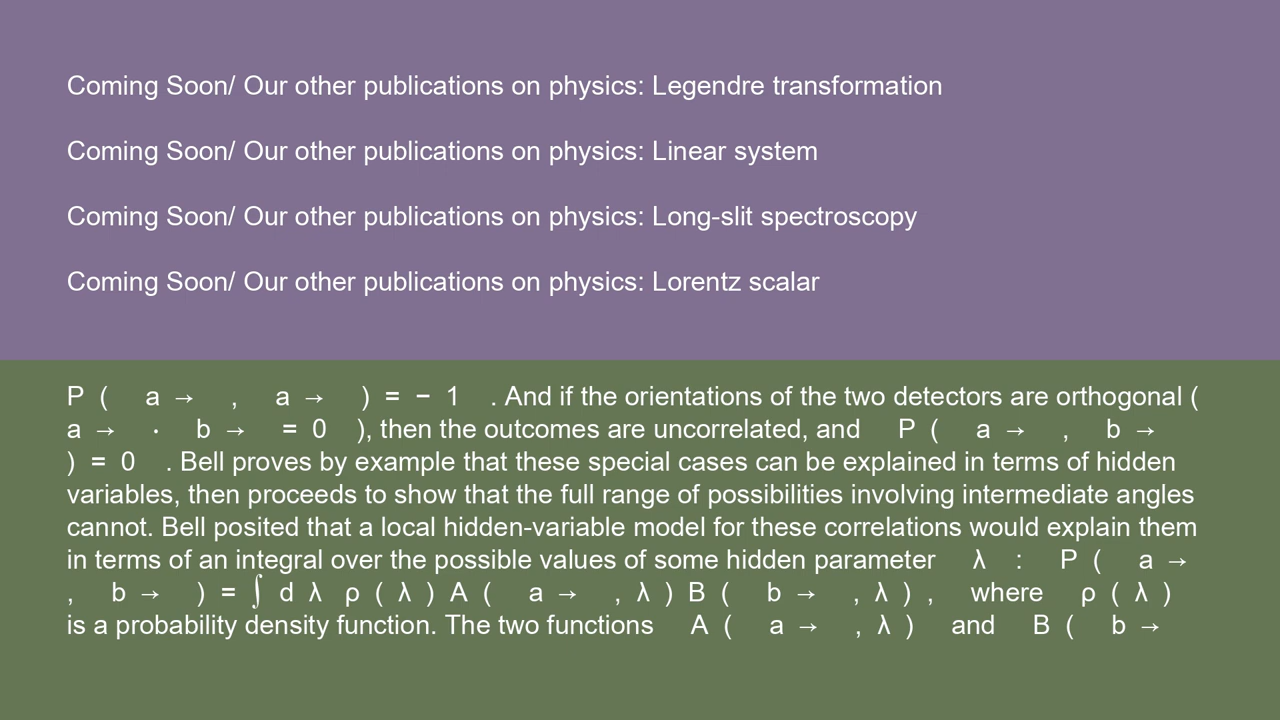 Coming Soon/ Our other publications on physics: Legendre transformation
Coming Soon/ Our other publications on physics: Linear system
Coming Soon/ Our other publications on physics: Long-slit spectroscopy
Coming Soon/ Our other publications on physics: Lorentz scalar
P ( a → , a → ) = − 1 . And if the orientations of the two detectors are orthogonal (
a → · b → = 0 ), then the outcomes are uncorrelated, and P ( a → , b →
) = 0 . Bell proves by example that these special cases can be explained in terms of hidden
variables, then proceeds to show that the full range of possibilities involving intermediate angles
cannot. Bell posited that a local hidden-variable model for these correlations would explain them
in terms of an integral over the possible values of some hidden parameter λ : P ( a →
, b → ) = ∫ d λ ρ ( λ ) A ( a → , λ ) B ( b → , λ ) , where ρ ( λ )
is a probability density function. The two functions A ( a → , λ ) and B ( b →